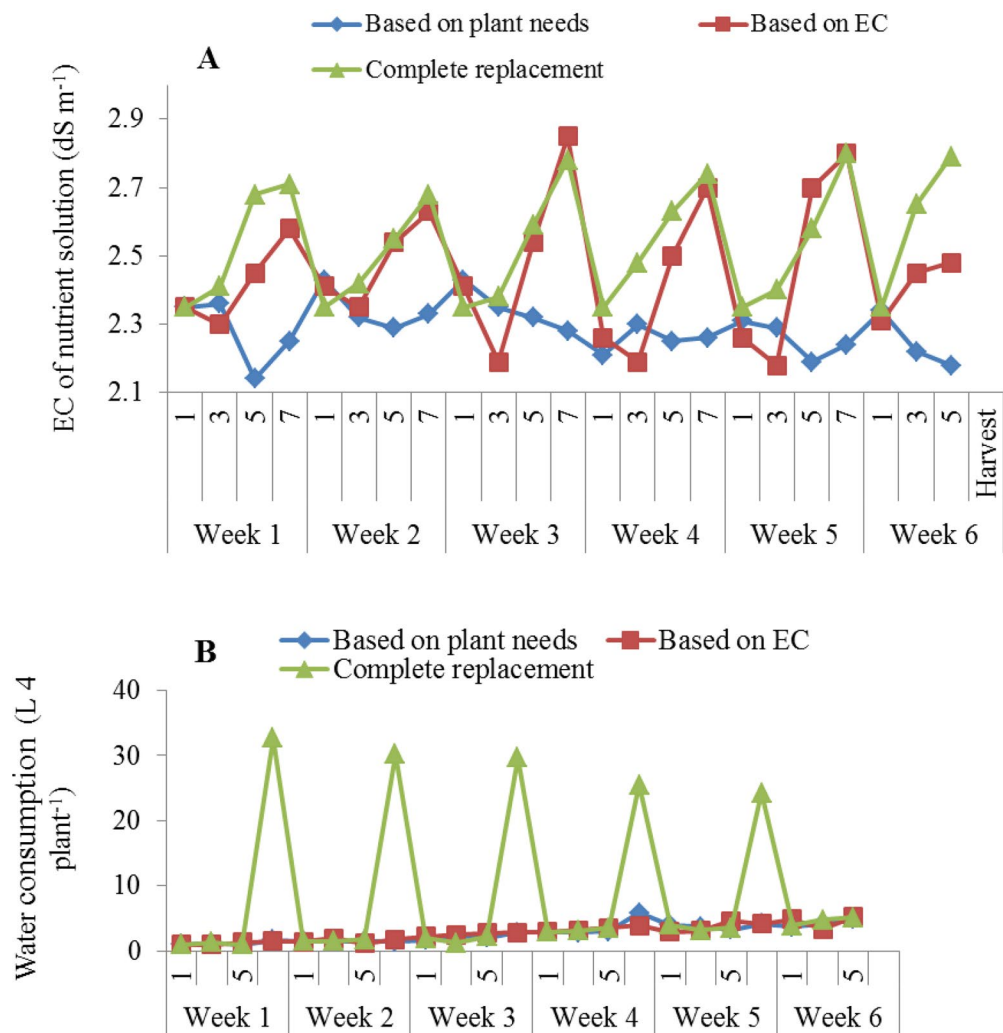 Based on plant needs Based on EC
A
Complete replacement
EC of nutrient solution (dS m-1)
2.9
2.7
2.5
2.3
2.1
1 3 5 7 1 3 5 7 1 3 5 7 1 3 5 7 1 3 5 7 1 3 5 Harvest
Week 1 Week 2 Week 3 Week 4 Week 5 Week 6
Based on plant needs Based on EC
B
Complete replacement
Water consumption (L 4
plant-1)
40
30
20
10
0
1 5 1 5 1 5 1 5 1 5 1 5
Week 1 Week 2 Week 3 Week 4 Week 5 Week 6